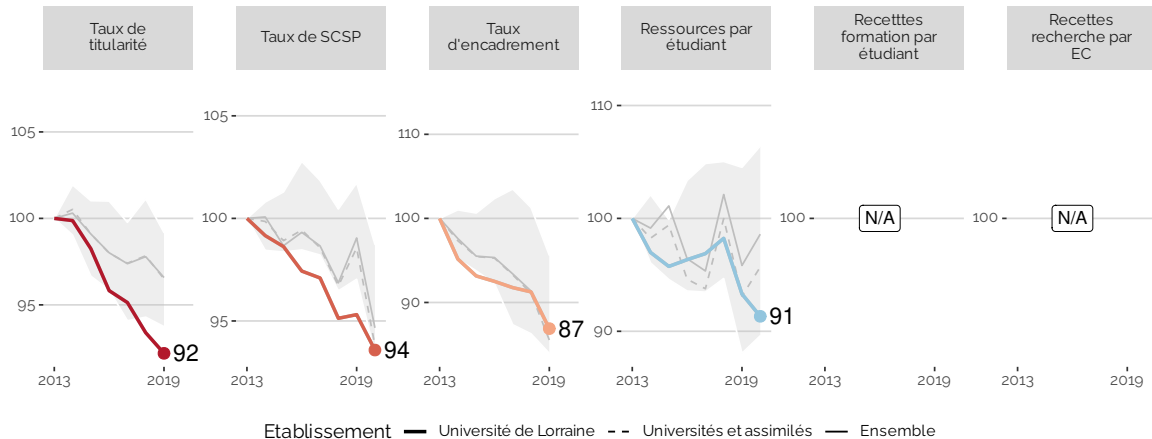 Taux de
titularité
Taux de SCSP
Taux
d'encadrement
Ressources par
étudiant
Recetttes
formation par
étudiant
Recettes
recherche par
EC
105
100
95
92
2013
2019
105
100
95
94
2013
2019
110
100
90
87
2013
2019
110
100
90
91
2013
2019
100
N/A
2013
2019
100
N/A
2013
2019
Etablissement Université de Lorraine Universités et assimilés Ensemble